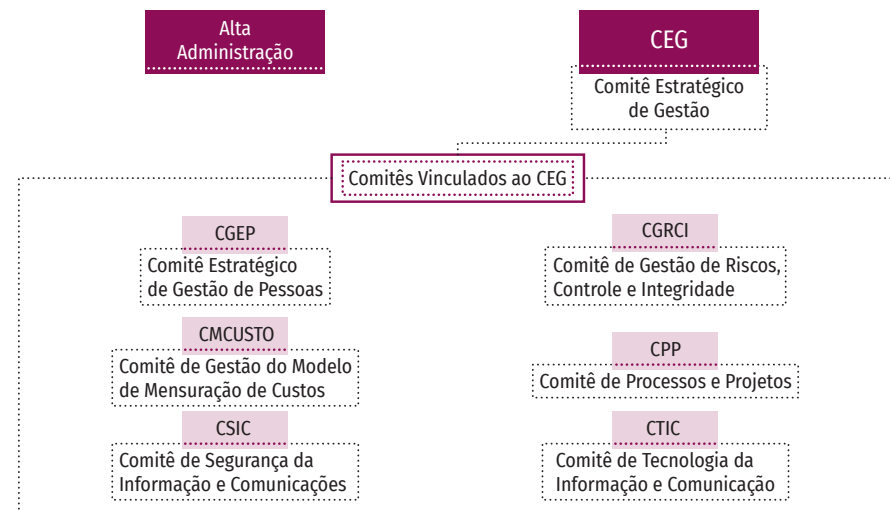 Alta
Administração
CEG
Comitê Estratégico
de Gestão
Comitês Vinculados ao CEG
CGEP
Comitê Estratégico
de Gestão de Pessoas
CGRCI
Comitê de Gestão de Riscos,
Controle e Integridade
CMCUSTO
Comitê de Gestão do Modelo
de Mensuração de Custos
CPP
Comitê de Processos e Projetos
CSIC
Comitê de Segurança da
Informação e Comunicações
CTIC
Comitê de Tecnologia da
Informação e Comunicação